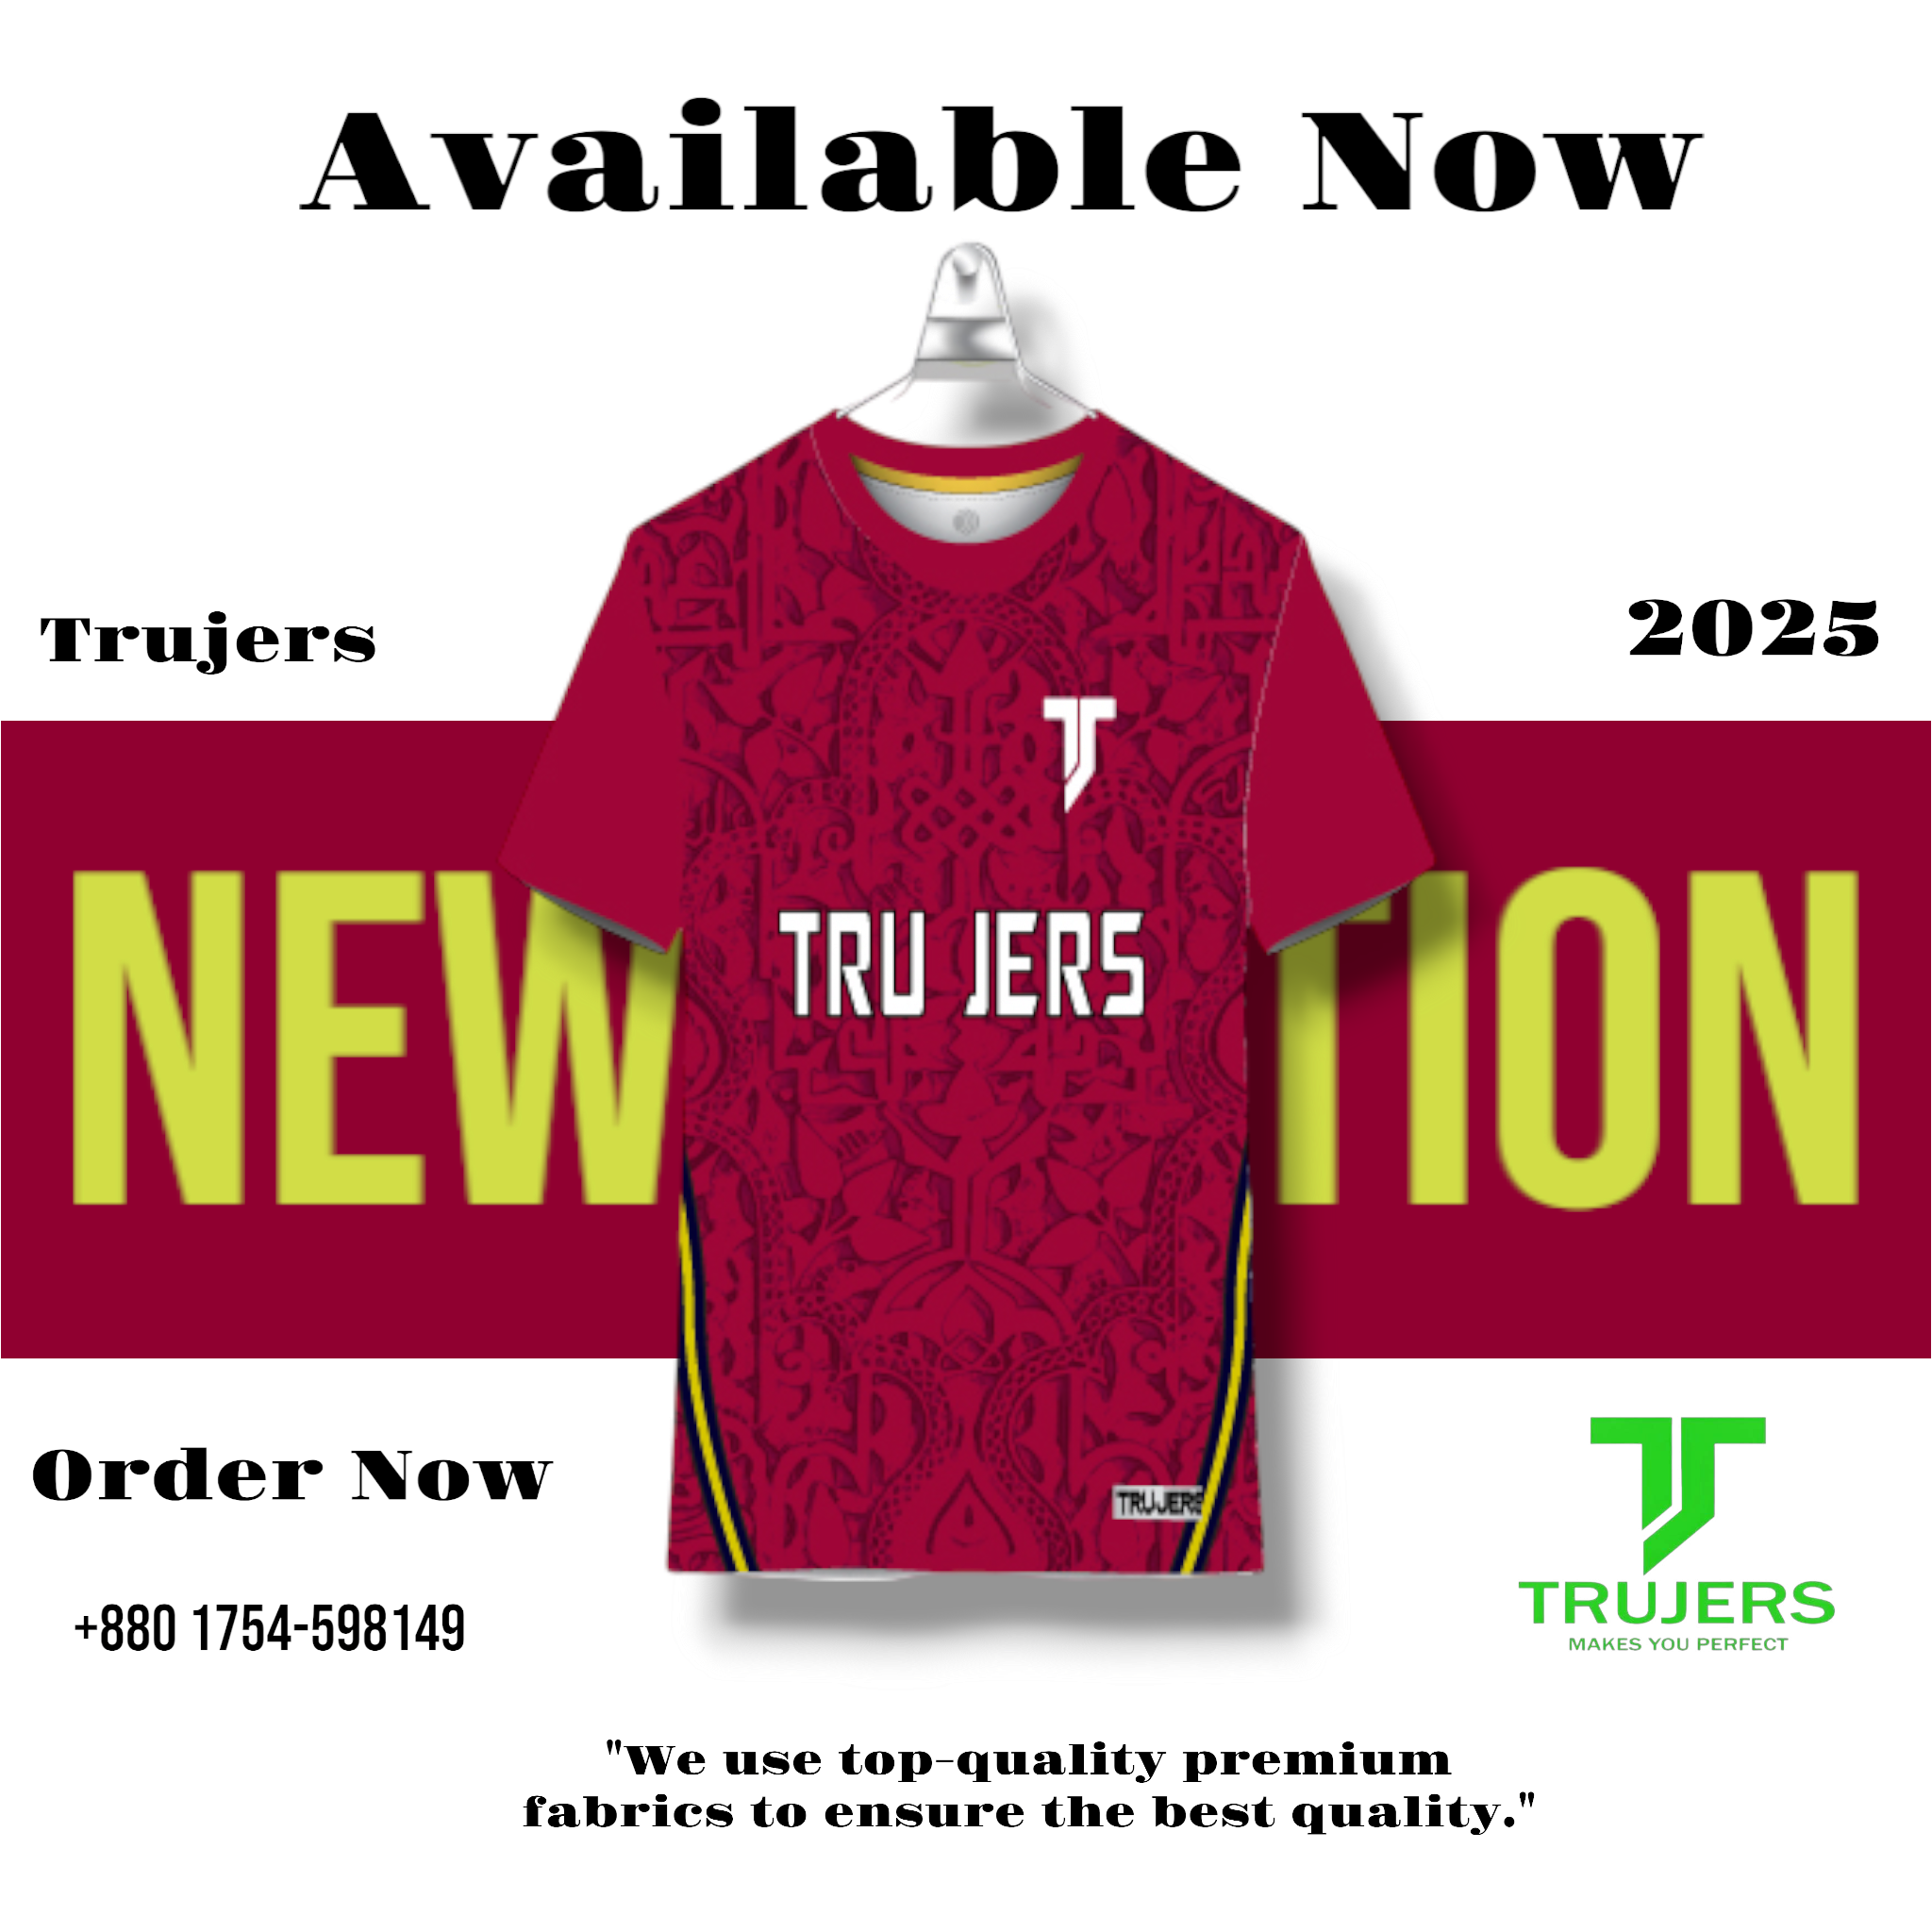 Available Now
Trujers
2025
NEW TION
TRU JERS
TRUJERS
Order Now
+880 1754-598149
TRUJERS
MAKES YOU PERFECT
"We use top-quality premium
fabrics to ensure the best quality."